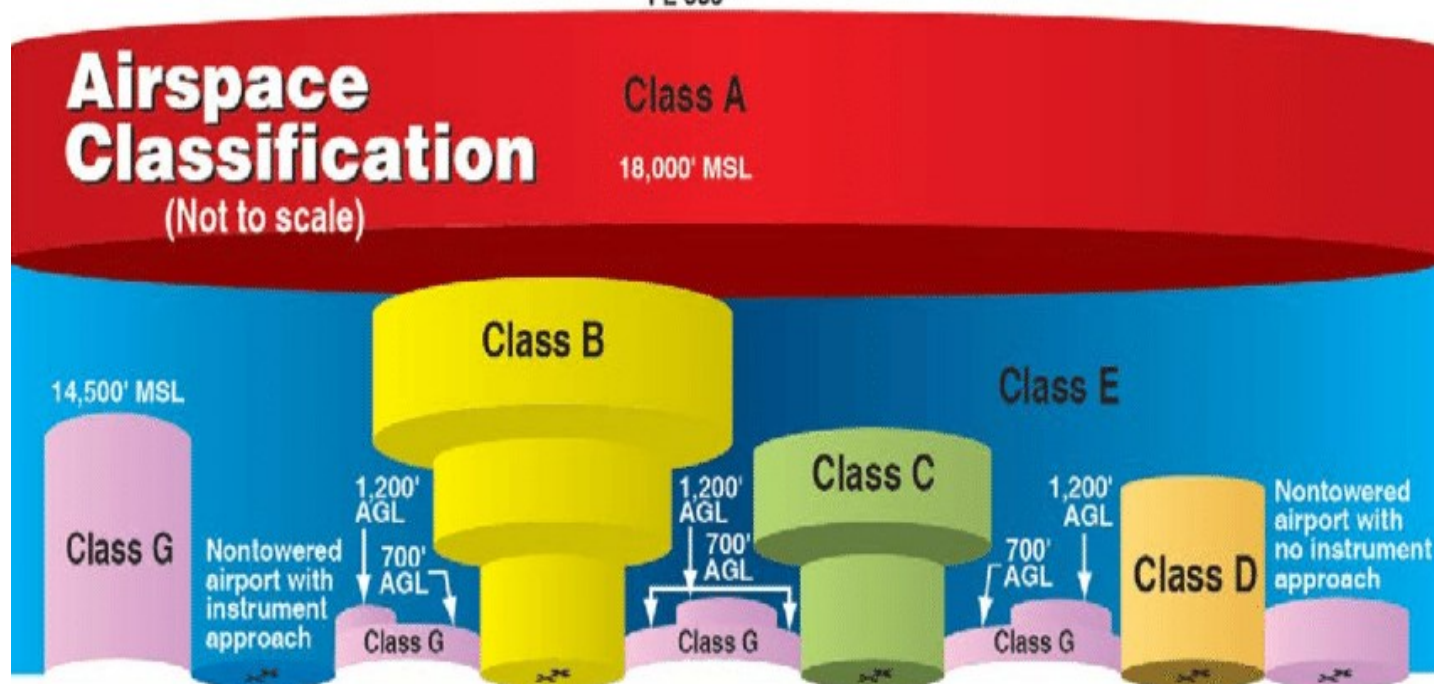 Airspace
Classification
(Not to scale)
Class A
18,000' MSL
Class B
Class E
14,500' MSL
Class G
Nontowered
airport with
instrument
approach
1,200'
AGL
700'
AGL
Class G
1,200'
AGL
700'
AGL
Class G
Class C
700'
AGL
1,200'
AGL
Class G
Class D
Nontowered
airport with
no instrument
approach